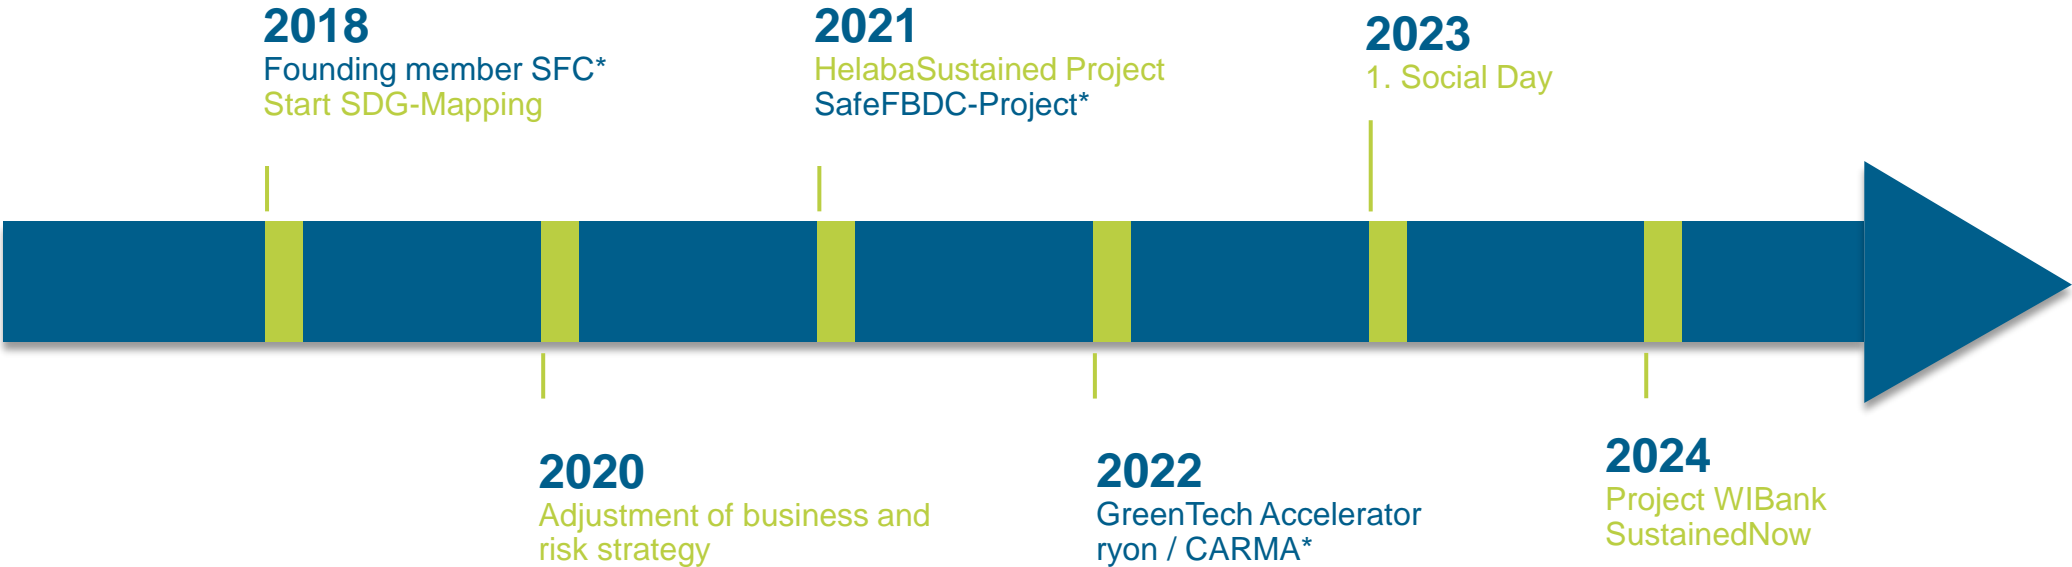 2018
Founding member SFC*
Start SDG-Mapping
2021
HelabaSustained Project
SafeFBDC-Project*
2023
1. Social Day
2020
Adjustment of business and
risk strategy
2022
GreenTech Accelerator
ryon / CARMA*
2024
Project WIBank
SustainedNow